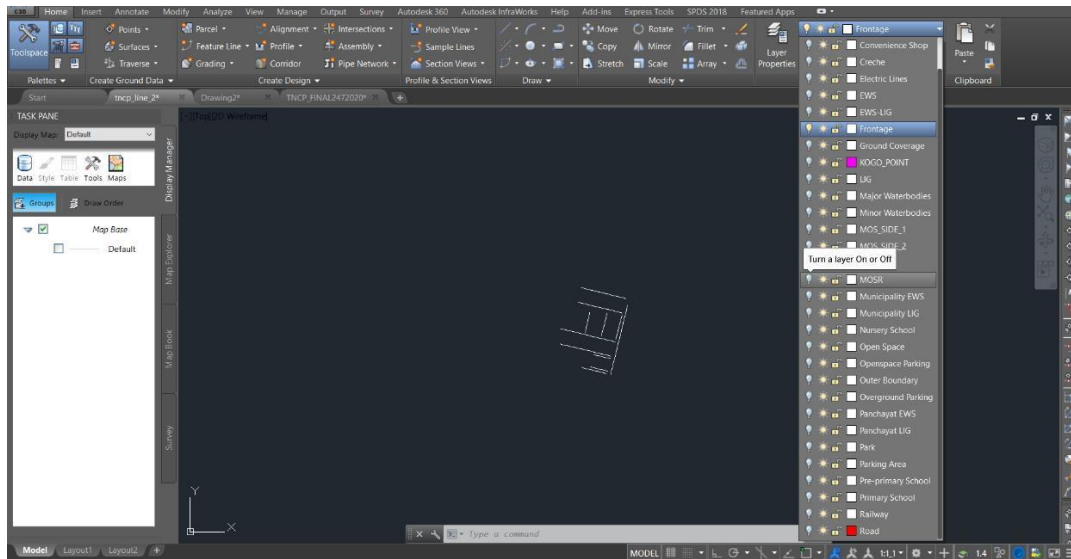 C3D Home Insert Annotate Modify Analyze View Manage Output Survey Autodesk 360 Autodesk InfraWorks Help Add-ins Express Tools SPDS 2018 Featured Apps
Toolspace
Points
Surfaces
Traverse
Parcel
Feature Line
Grading
Alignment
Profile
Corridor
Intersections
Assembly
Pipe Network
Profile View
Sample Lines
Section Views
Move
Copy
Stretch
Rotate
Mirror
Scale
Trim
Fillet
Array
Layer
Properties
Paste
Palettes Create Ground Data Create Design Profile & Section Views Draw Modify Clipboard
Start tncp_line_2* Drawing2* TNCP_FINAL2472020*
TASK PANE
Display Map: Default
Data Style Table Tools Maps
Groups Draw Order
Map Base
Default
Display Manager
Map Explorer
Map Book
Survey
[-][Top][2D Wireframe]
Frontage
Convenience Shop
Creche
Electric Lines
EWS
EWS-LIG
Frontage
Ground Coverage
KOGO_POINT
LIG
Major Waterbodies
Minor Waterbodies
MOS_SIDE_1
MOS_SIDE_2
Turn a layer On or Off
MOSR
Municipality EWS
Municipality LIG
Nursery School
Open Space
Openspace Parking
Outer Boundary
Overground Parking
Panchayat EWS
Panchayat LIG
Park
Parking Area
Pre-primary School
Primary School
Railway
Road
Y
X
Type a command
Model Layout1 Layout2 +
MODEL 1:1,1 1.4